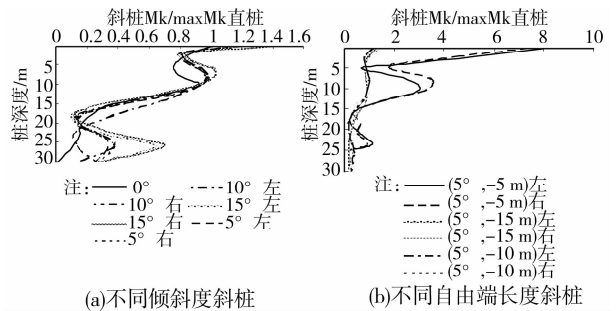 斜桩Mk/maxMk直桩
0 0.2 0.4 0.6 0.8 1.0 1.2 1.4 1.6
0
5
10
15
20
25
30
桩深度/m
注: 0° 10° 左
10° 右 15° 左
15° 右 5° 左
5° 右
(a)不同倾斜度斜桩
斜桩Mk/maxMk直桩
0 2 4 6 8 10
0
5
10
15
20
25
30
桩深度/m
注: (5° ,-5 m)左
(5° ,-5 m)右
(5° ,-15 m)左
(5° ,-15 m)右
(5° ,-10 m)左
(5° ,-10 m)右
(b)不同自由端长度斜桩